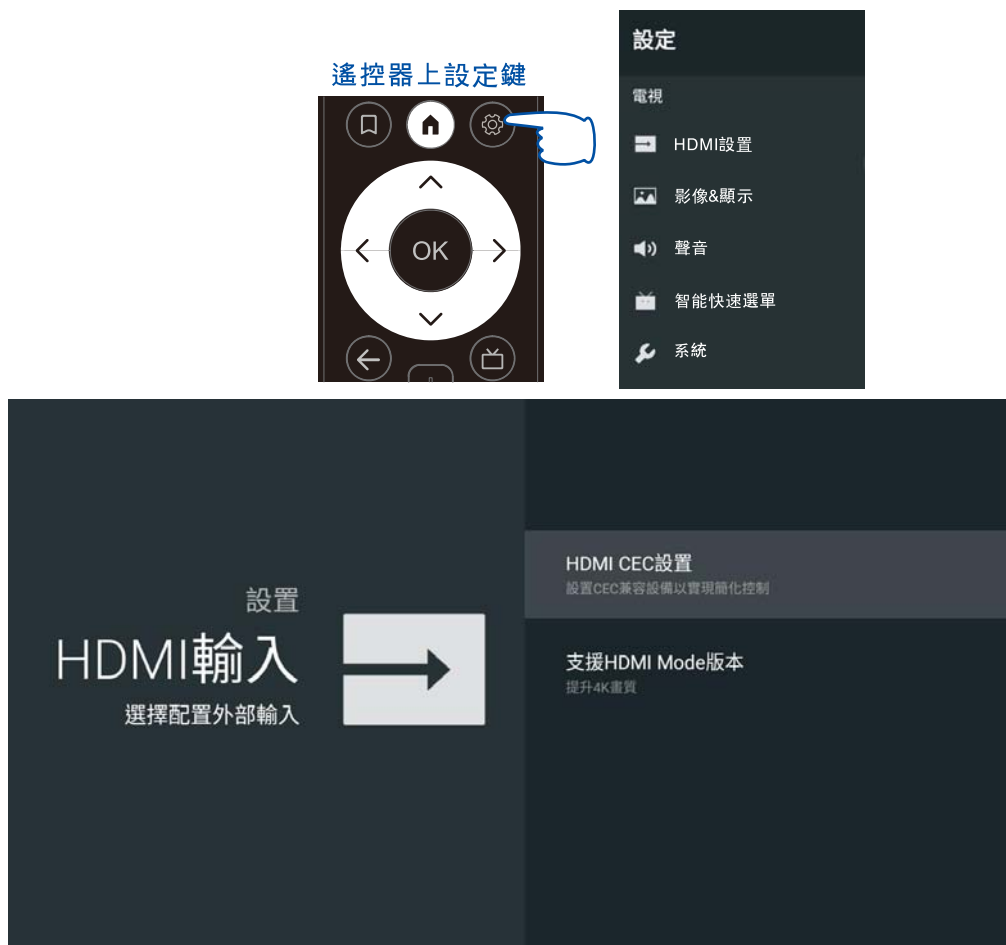 遙控器上設定鍵
OK
設定
電視
HDMI設置
影像&顯示
聲音
智能快速選單
系統
設置
HDMI輸入
選擇配置外部輸入
HDMI CEC設置
設置CEC兼容設備以實現簡化控制
支援HDMI Mode版本
提升4K畫質